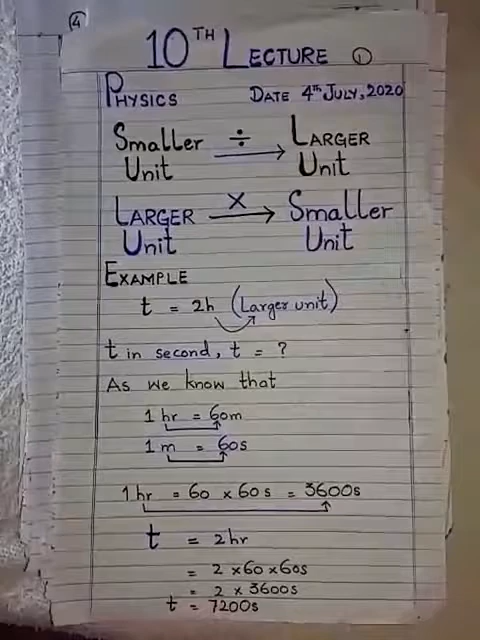 4
10TH LECTURE 1
PHYSICS DATE 4th JULY, 2020
Smaller Unit ÷ → LARGER Unit
LARGER Unit × → Smaller Unit
EXAMPLE
t = 2h (Larger unit)
t in second, t = ?
As we know that
1 hr = 60m
1 m = 60s
1 hr = 60 × 60s = 3600s
t = 2hr
= 2 × 60 × 60s
= 2 × 3600s
t = 7200s